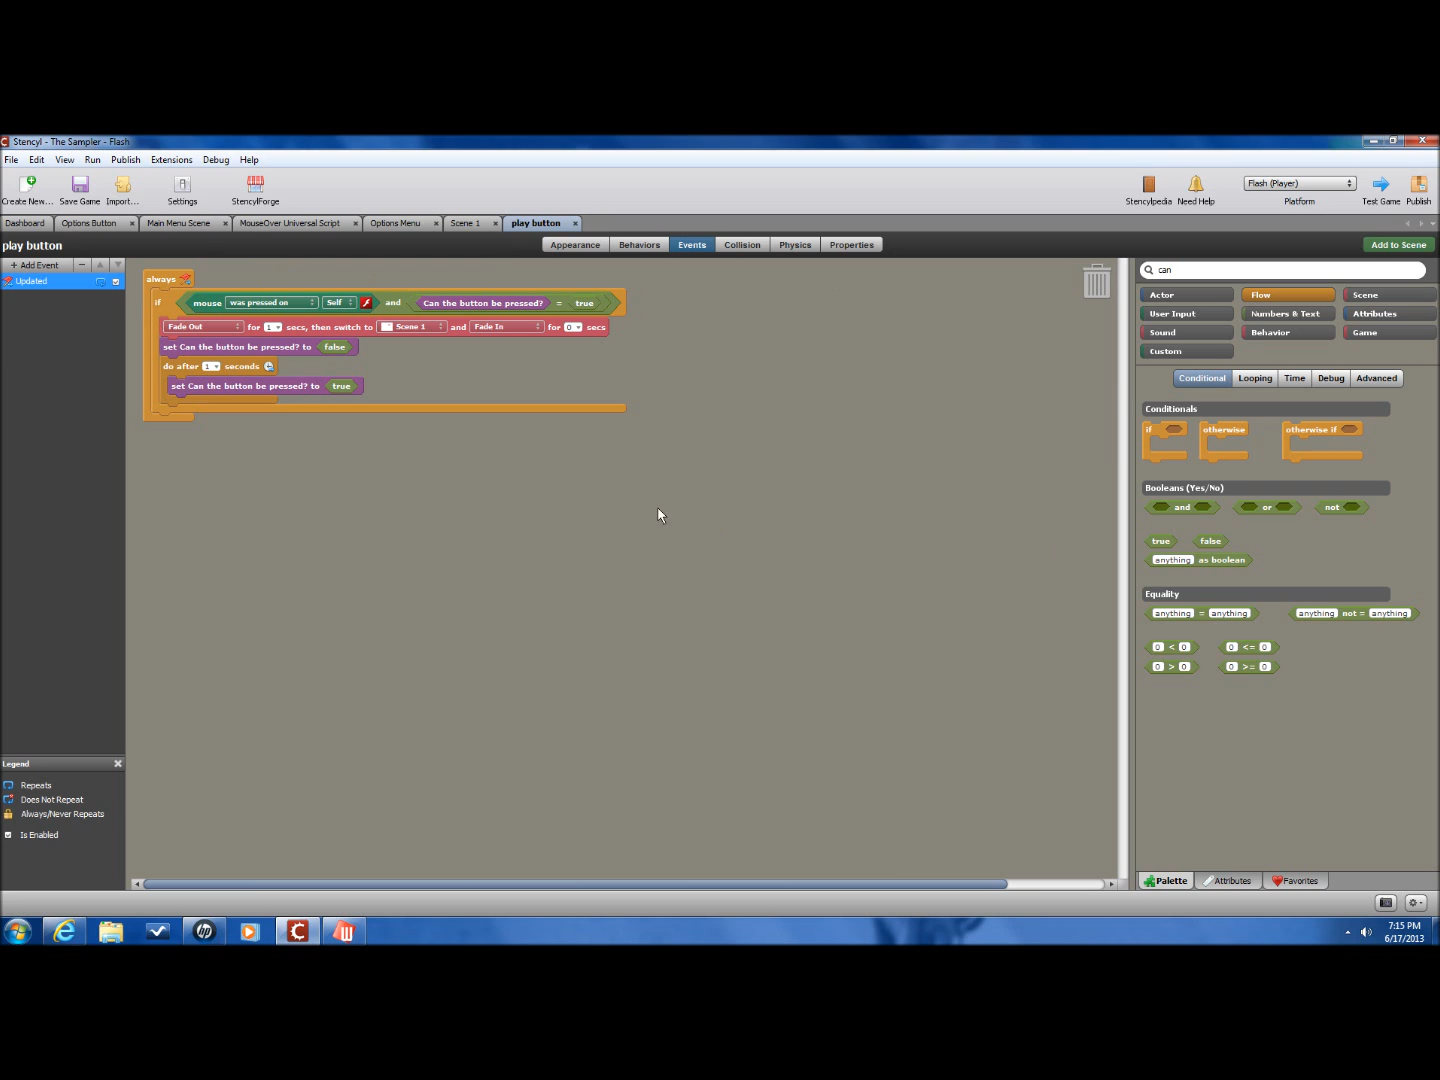 Stencyl - The Sampler - Flash
File Edit View Run Publish Extensions Debug Help
Create New... Save Game Import... Settings StencylForge Stencylpedia Need Help Flash (Player) Platform Test Game Publish
Dashboard Options Button Main Menu Scene MouseOver Universal Script Options Menu Scene 1 play button
play button Appearance Behaviors Events Collision Physics Properties Add to Scene
+ Add Event
Updated
always
if mouse was pressed on Self and Can the button be pressed? = true
Fade Out for 1 secs, then switch to Scene 1 and Fade In for 0 secs
set Can the button be pressed? to false
do after 1 seconds
set Can the button be pressed? to true
can
Actor Flow Scene
User Input Numbers & Text Attributes
Sound Behavior Game
Custom
Conditional Looping Time Debug Advanced
Conditionals
if otherwise otherwise if
Booleans (Yes/No)
and or not
true false
anything as boolean
Equality
anything = anything anything not = anything
0 < 0 0 <= 0
0 > 0 0 >= 0
Legend
Repeats
Does Not Repeat
Always/Never Repeats
Is Enabled
Palette Attributes Favorites
7:15 PM
6/17/2013